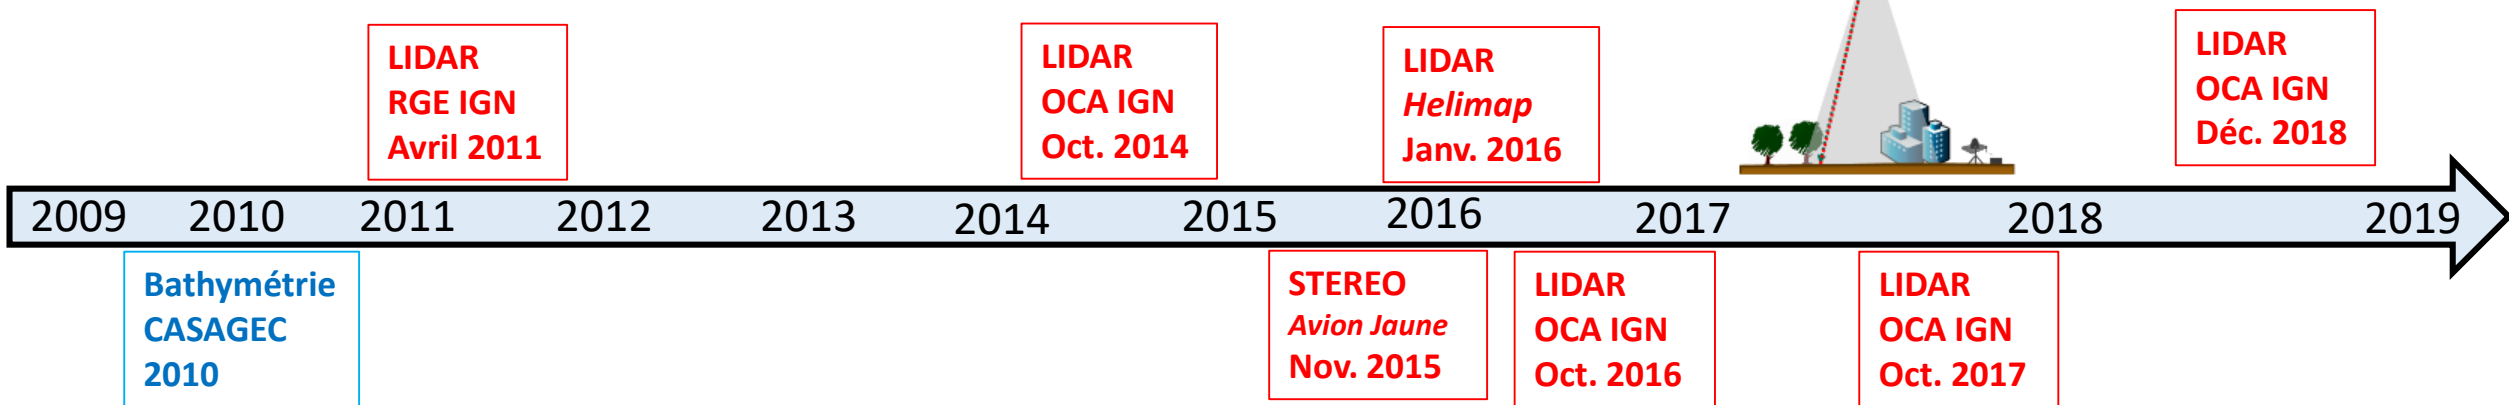 LIDAR
RGE IGN
Avril 2011
LIDAR
OCA IGN
Oct. 2014
LIDAR
Helimap
Janv. 2016
LIDAR
OCA IGN
Déc. 2018
2009 2010 2011 2012 2013 2014 2015 2016 2017 2018 2019
Bathymétrie
CASAGEC
2010
STEREO
Avion Jaune
Nov. 2015
LIDAR
OCA IGN
Oct. 2016
LIDAR
OCA IGN
Oct. 2017